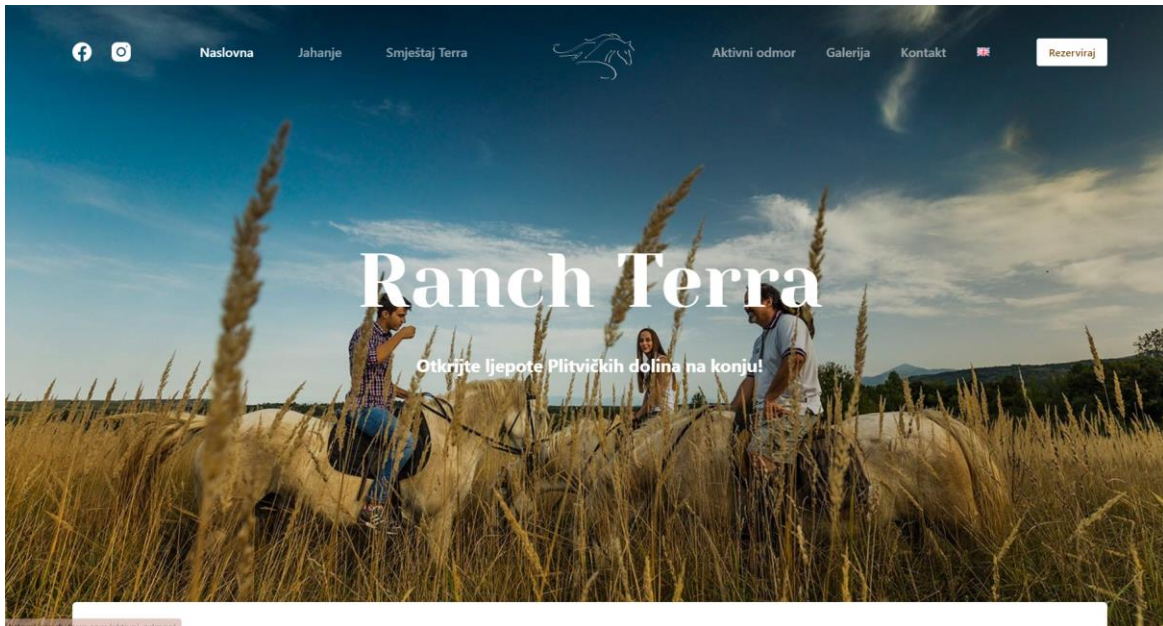 Naslovna Jahanje Smještaj Terra Aktivni odmor Galerija Kontakt Rezerviraj
Ranch Terra
Otkrijte ljepote Plitvičkih dolina na konju!